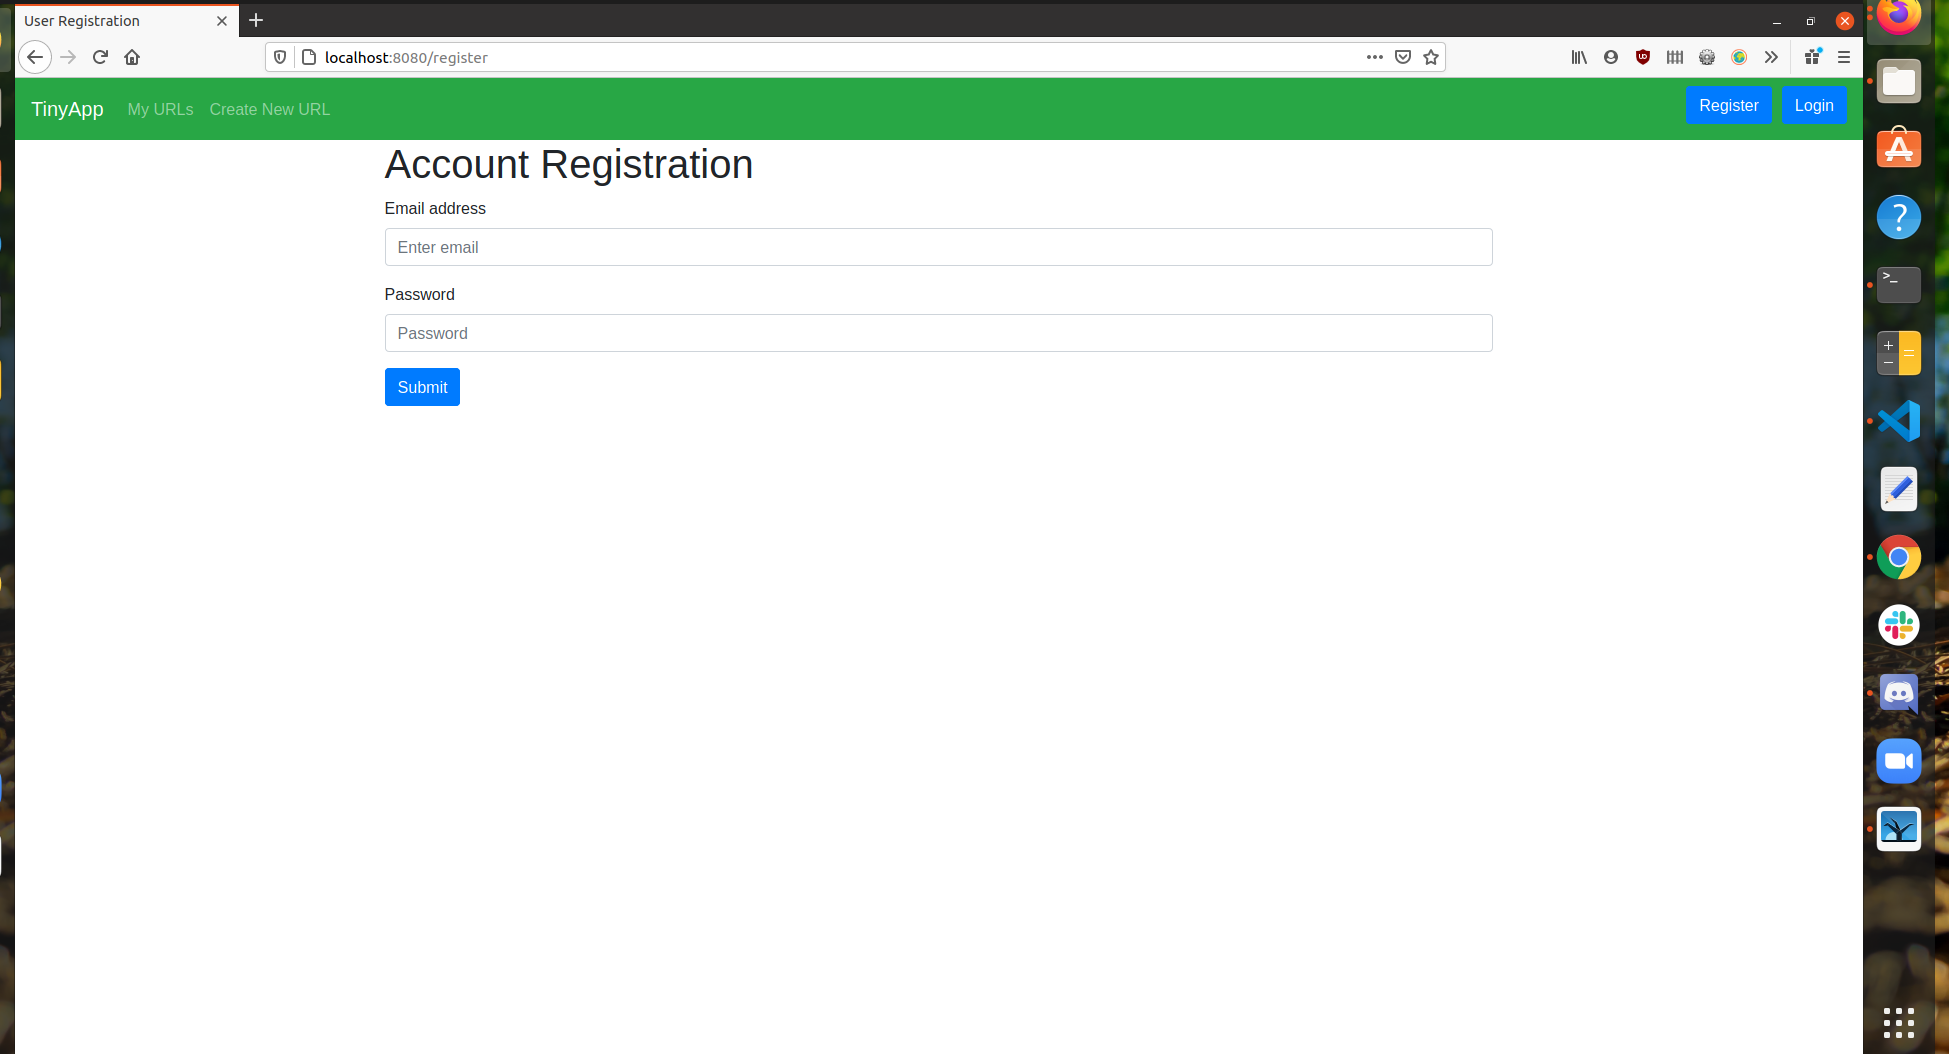 User Registration
localhost:8080/register
TinyApp My URLs Create New URL Register Login
Account Registration
Email address
Enter email
Password
Password
Submit